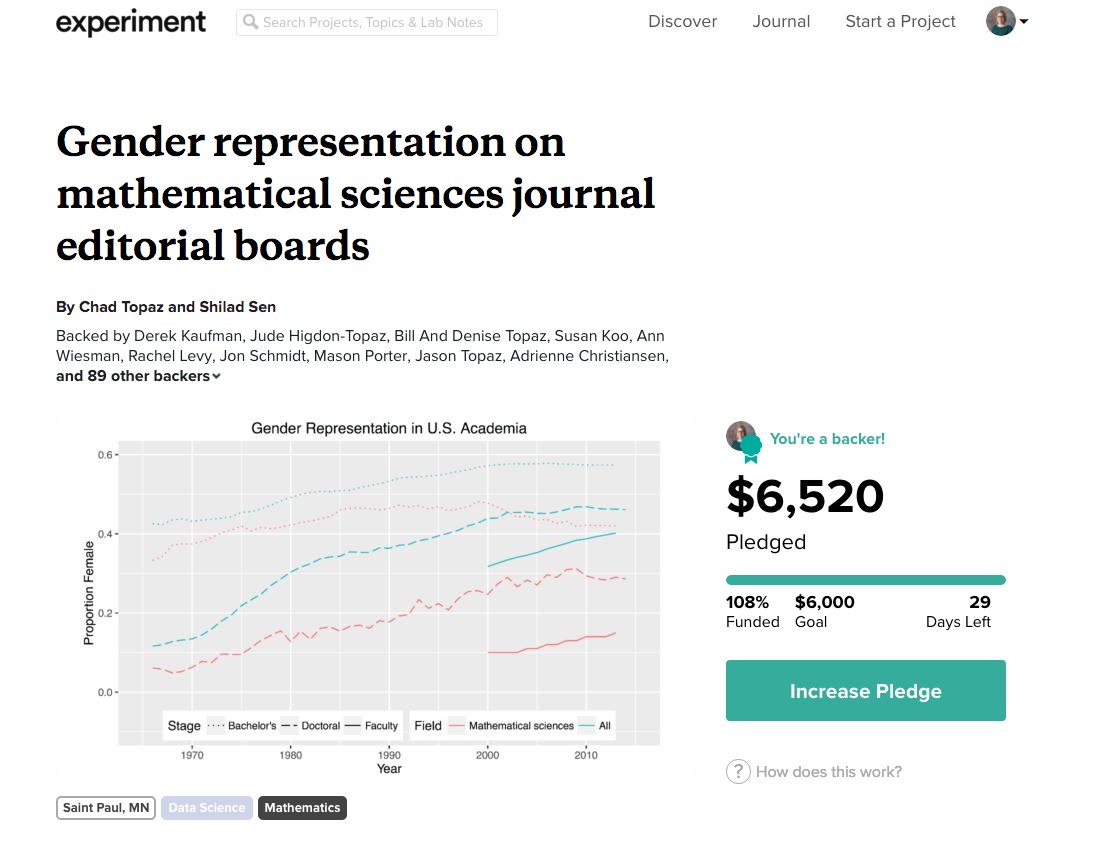 experiment
Search Projects, Topics & Lab Notes
Discover
Journal
Start a Project
Gender representation on
mathematical sciences journal
editorial boards
By Chad Topaz and Shilad Sen
Backed by Derek Kaufman, Jude Higdon-Topaz, Bill And Denise Topaz, Susan Koo, Ann
Wiesman, Rachel Levy, Jon Schmidt, Mason Porter, Jason Topaz, Adrienne Christiansen,
and 89 other backers
Gender Representation in U.S. Academia
0.6
0.4
0.2
0.0
Proportion Female
Stage Bachelor's Doctoral Faculty
Field Mathematical sciences All
1970 1980 1990 2000 2010
Year
You're a backer!
$6,520
Pledged
108% $6,000 29
Funded Goal Days Left
Increase Pledge
? How does this work?
Saint Paul, MN
Data Science
Mathematics